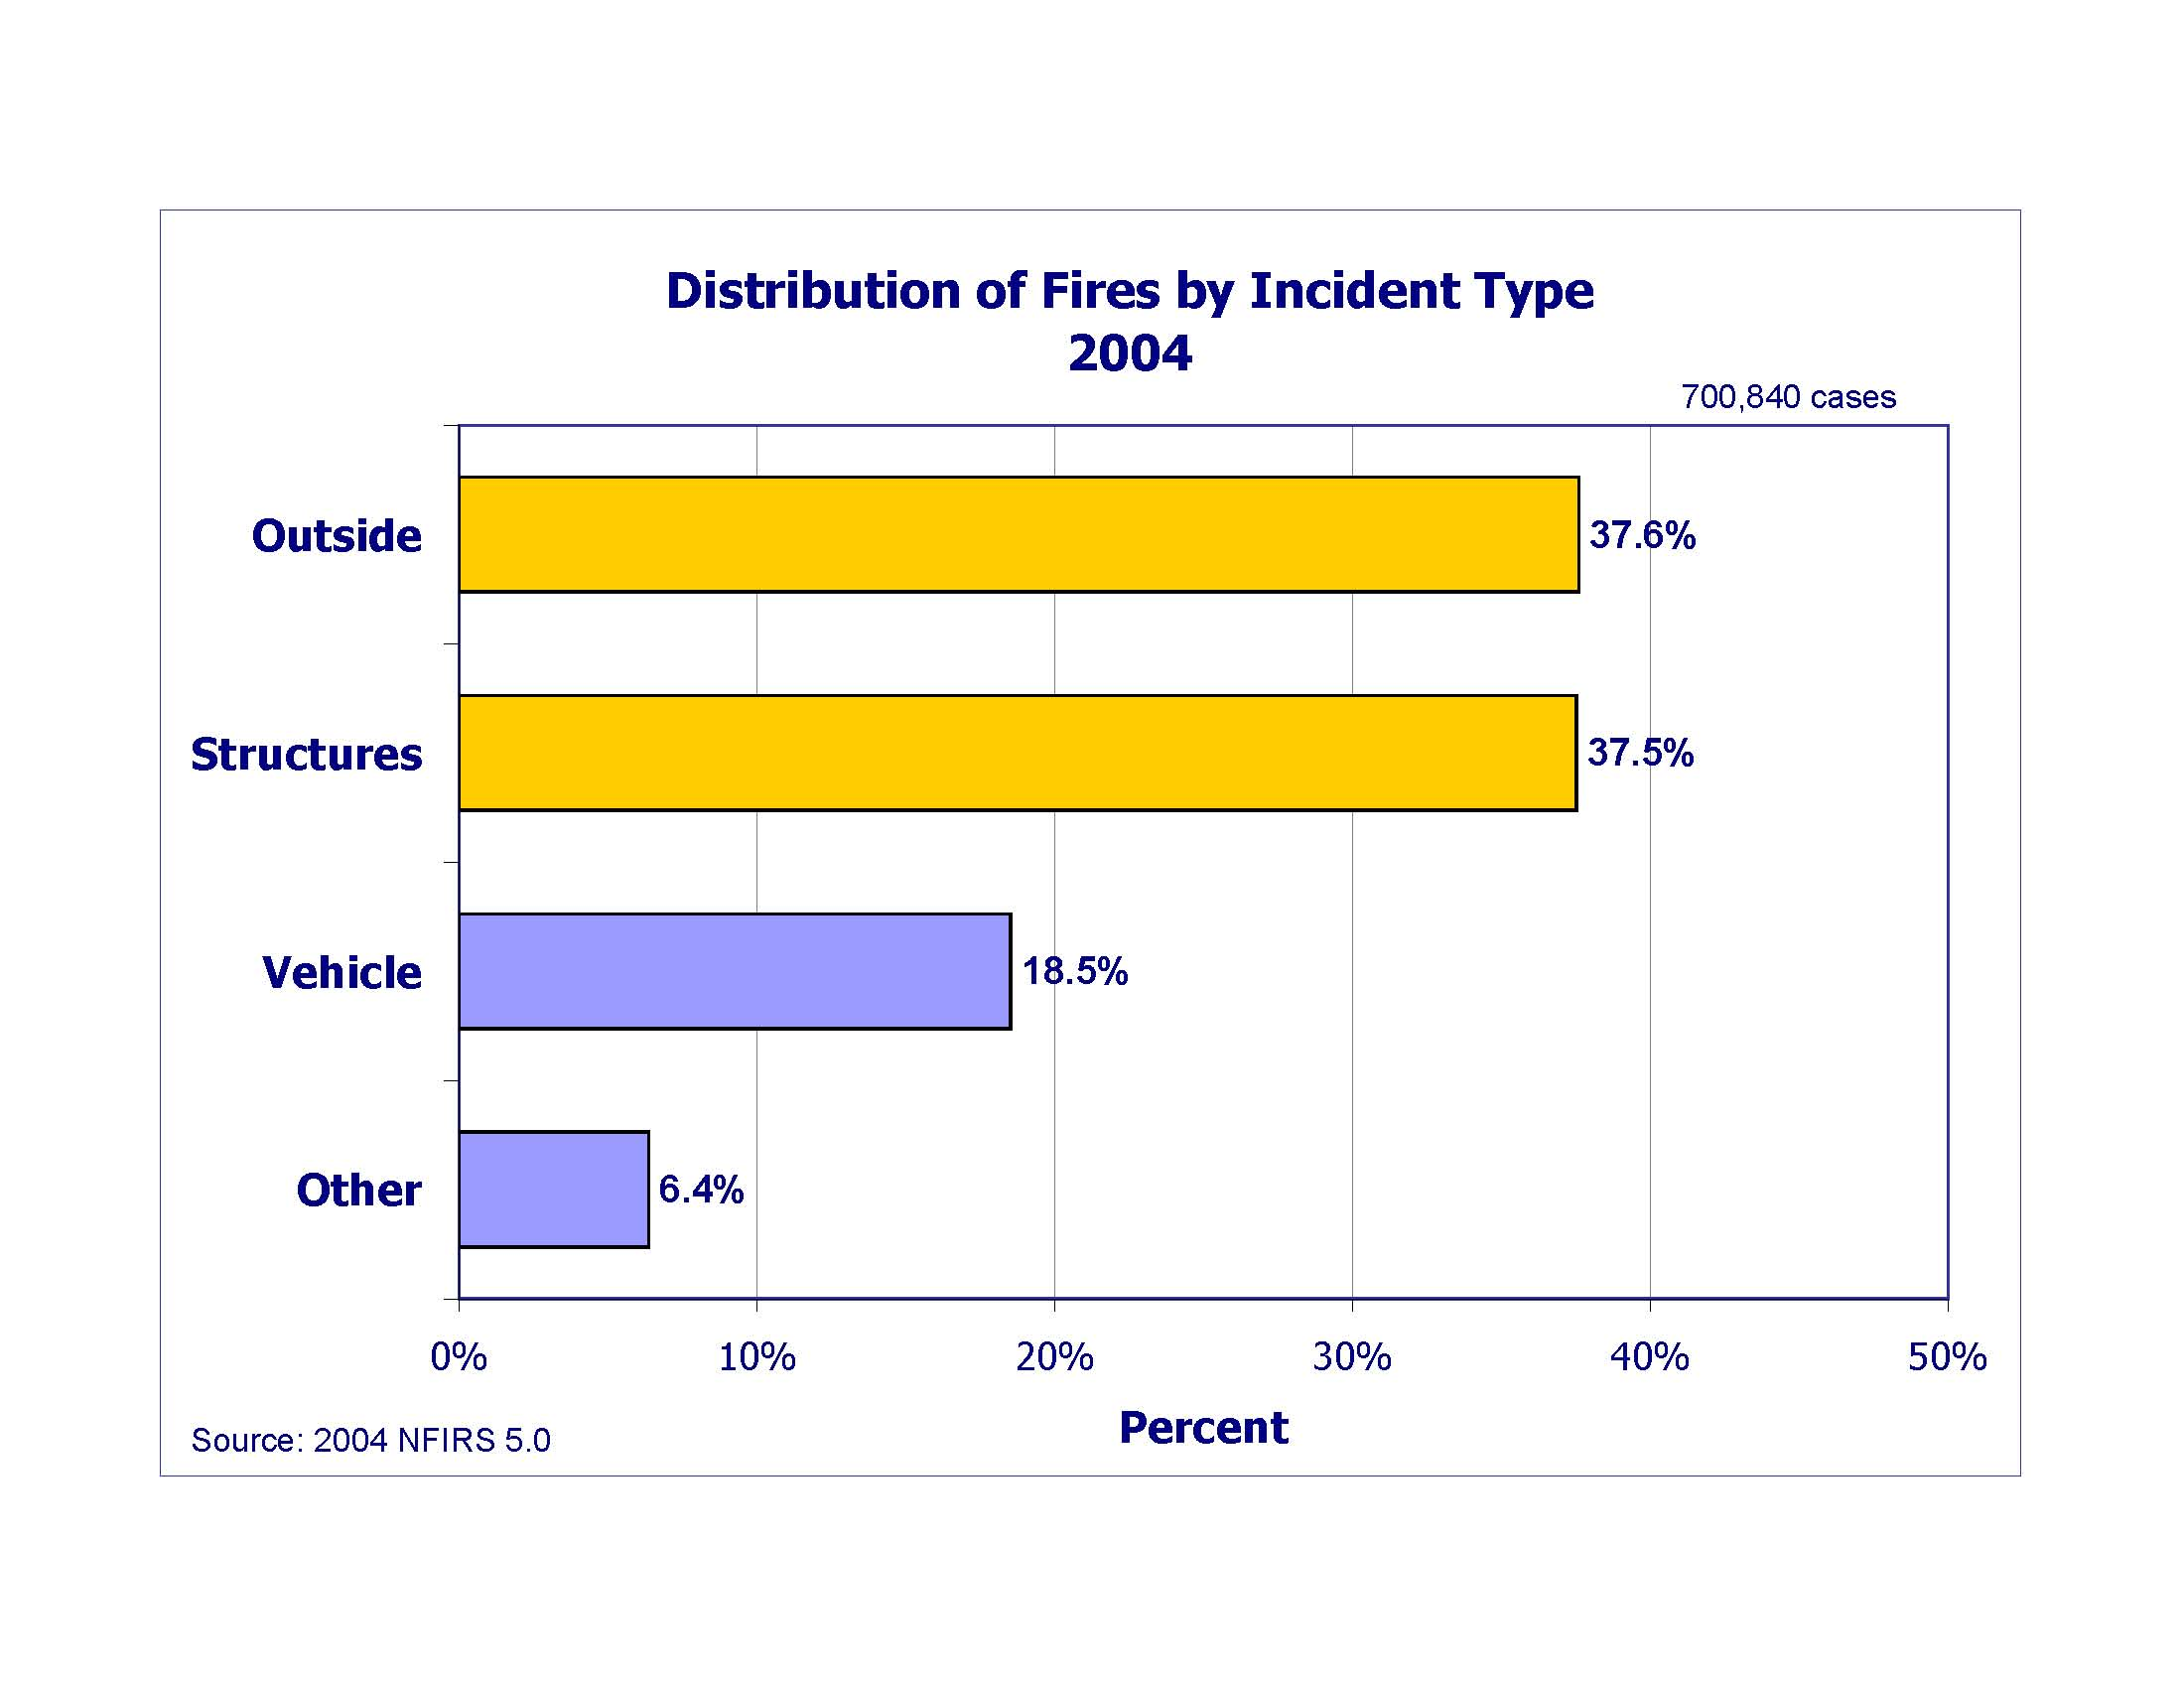 Distribution of Fires by Incident Type
2004
700,840 cases
Outside
37.6%
Structures
37.5%
Vehicle
18.5%
Other
6.4%
0% 10% 20% 30% 40% 50%
Percent
Source: 2004 NFIRS 5.0